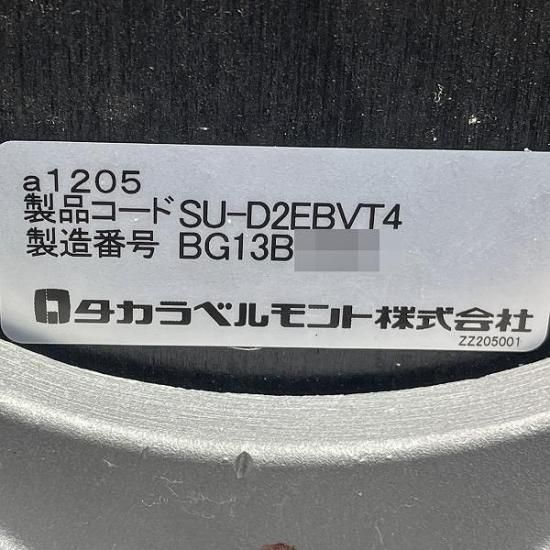 a1205
製品コード SU-D2EBVT4
製造番号 BG13B
タカラベルモント株式会社
ZZ205001